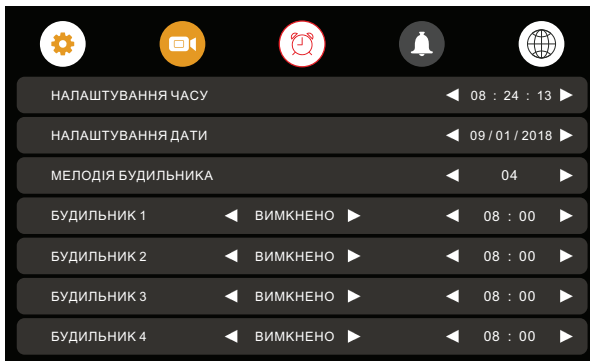 НАЛАШТУВАННЯ ЧАСУ 08 : 24 : 13
НАЛАШТУВАННЯ ДАТИ 09 / 01 / 2018
МЕЛОДІЯ БУДИЛЬНИКА 04
БУДИЛЬНИК 1 ВИМКНЕНО 08 : 00
БУДИЛЬНИК 2 ВИМКНЕНО 08 : 00
БУДИЛЬНИК 3 ВИМКНЕНО 08 : 00
БУДИЛЬНИК 4 ВИМКНЕНО 08 : 00